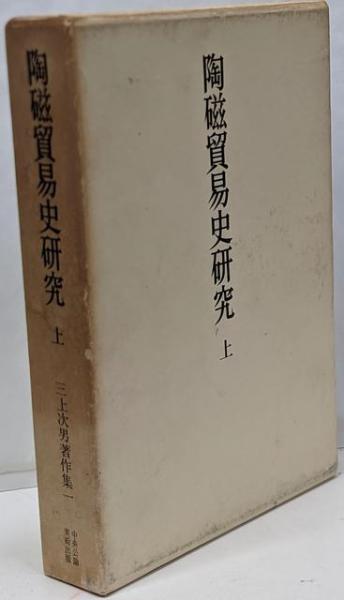 陶磁貿易史研究 上
陶磁貿易史研究 上
三上次男著作集 一
中央公論
美術出版